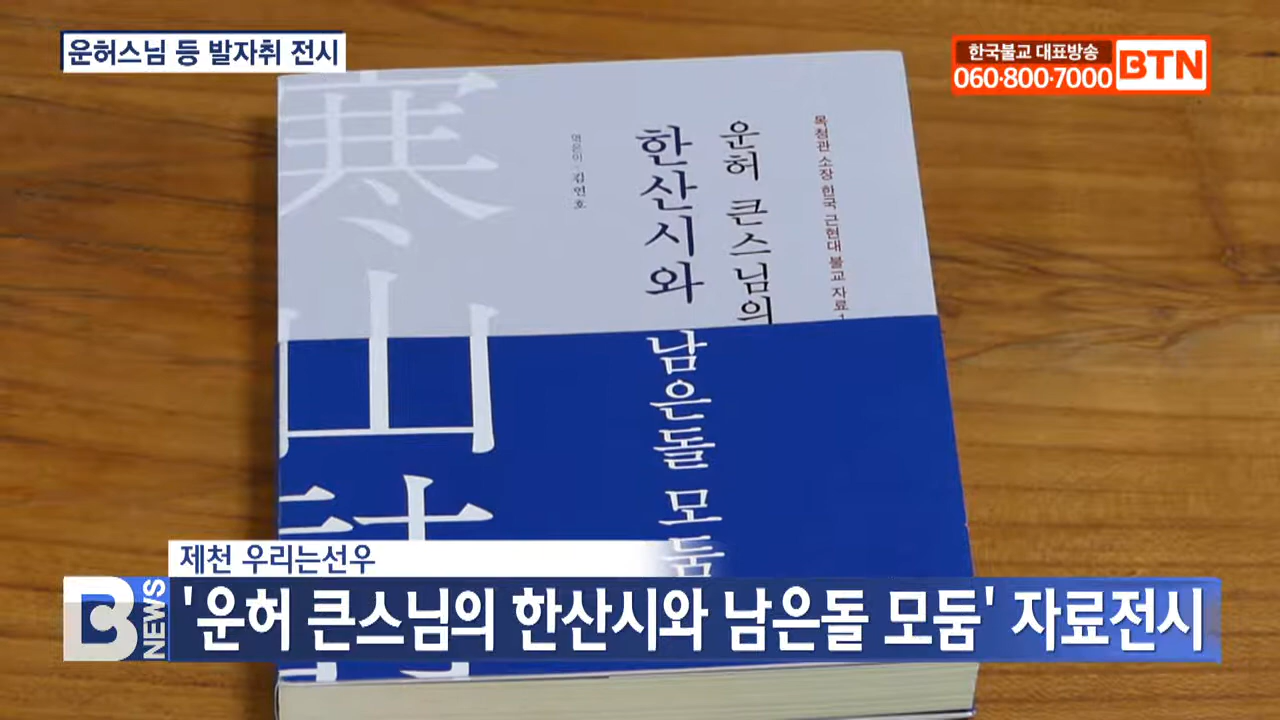 운허스님 등 발자취 전시
한국불교 대표방송
060·800·7000
BTN
목청관 소장 한국 근현대 불교 자료 1
운허 큰스님의
한산시와 남은돌 모둠
엮은이 · 김연호
寒山詩
제천 우리는선우
B NEWS
'운허 큰스님의 한산시와 남은돌 모둠' 자료전시